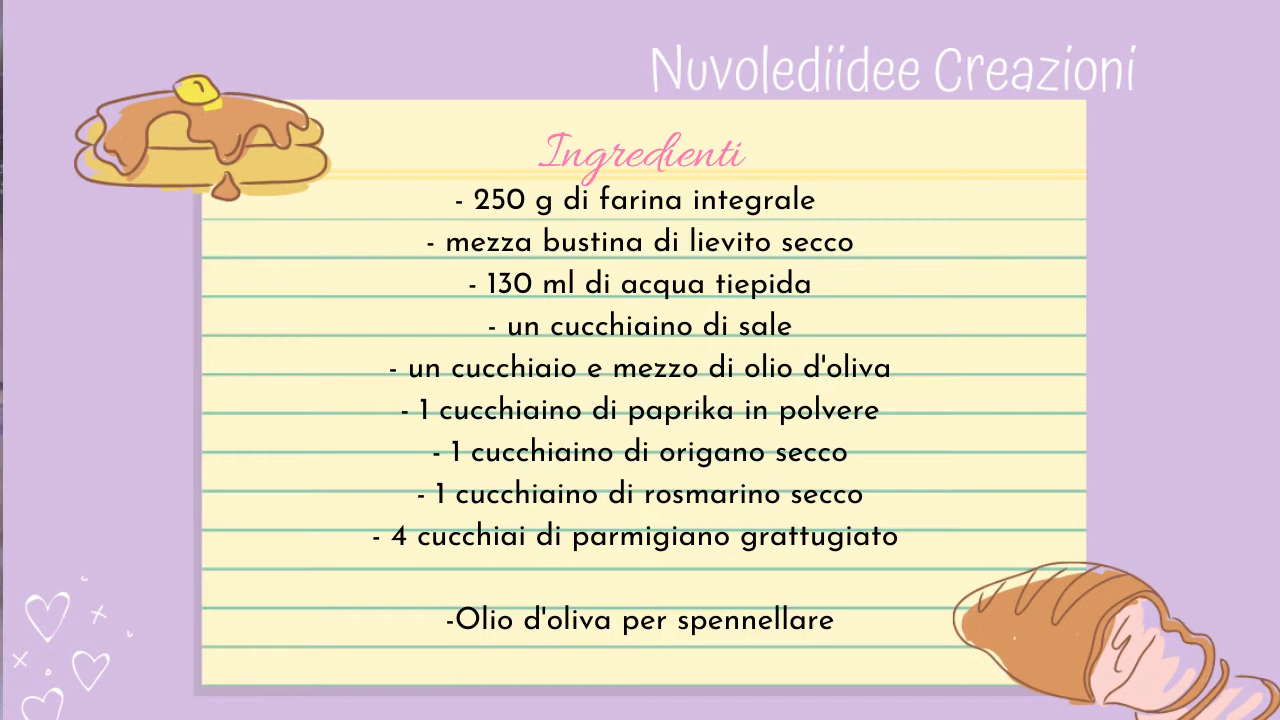 Nuvolediidee Creazioni
Ingredienti
- 250 g di farina integrale
- mezza bustina di lievito secco
- 130 ml di acqua tiepida
- un cucchiaino di sale
- un cucchiaio e mezzo di olio d'oliva
- 1 cucchiaino di paprika in polvere
- 1 cucchiaino di origano secco
- 1 cucchiaino di rosmarino secco
- 4 cucchiai di parmigiano grattugiato
-Olio d'oliva per spennellare